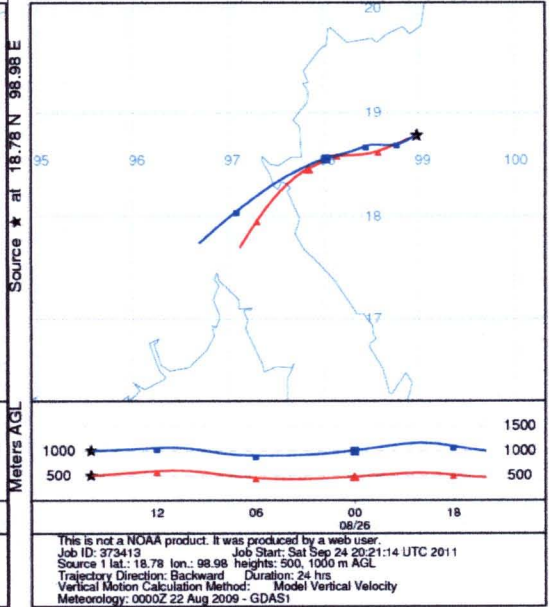 Source ★ at 18.78 N 98.98 E
20
19
95 96 97 98 99 100
18
17
Meters AGL
1500
1000 ★ 1000
500 ★ 500
12 06 00 18
08/26
This is not a NOAA product. It was produced by a web user.
Job ID: 373413 Job Start: Sat Sep 24 20:21:14 UTC 2011
Source 1 lat.: 18.78 lon.: 98.98 heights: 500, 1000 m AGL
Trajectory Direction: Backward Duration: 24 hrs
Vertical Motion Calculation Method: Model Vertical Velocity
Meteorology: 0000Z 22 Aug 2009 - GDAS1